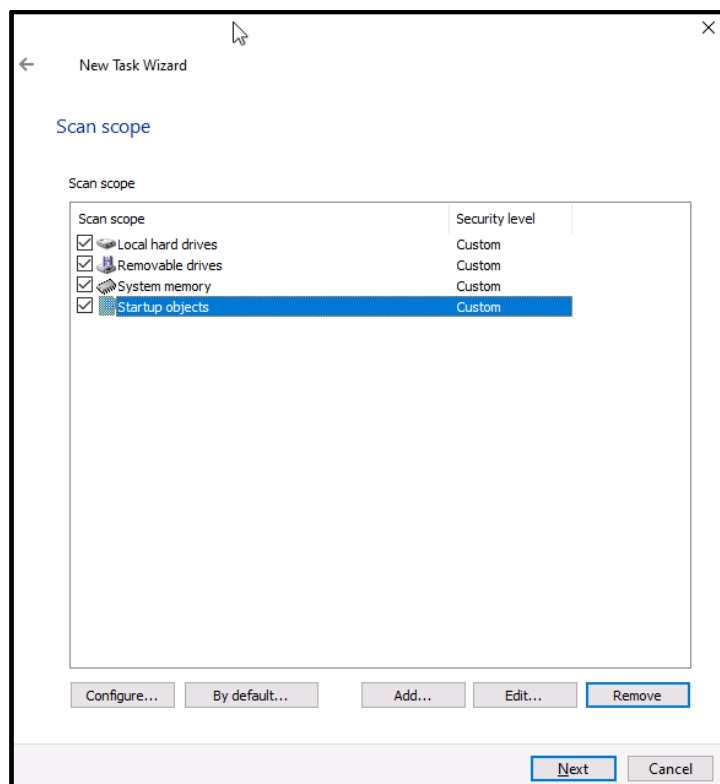 New Task Wizard
Scan scope
Scan scope
Scan scope Security level
Local hard drives Custom
Removable drives Custom
System memory Custom
Startup objects Custom
Configure... By default... Add... Edit... Remove
Next Cancel